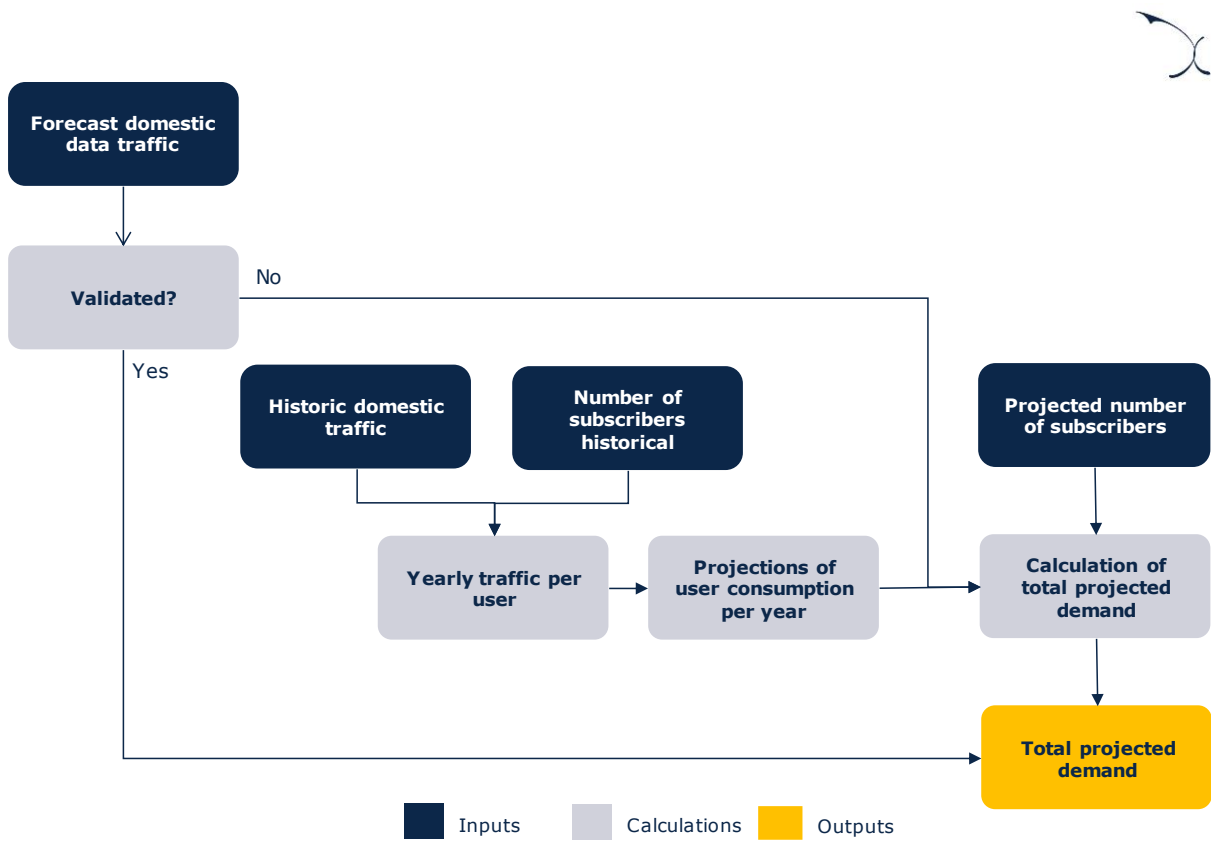 Forecast domestic
data traffic
Validated?
No
Yes
Historic domestic
traffic
Number of
subscribers
historical
Projected number
of subscribers
Yearly traffic per
user
Projections of
user consumption
per year
Calculation of
total projected
demand
Total projected
demand
Inputs
Calculations
Outputs